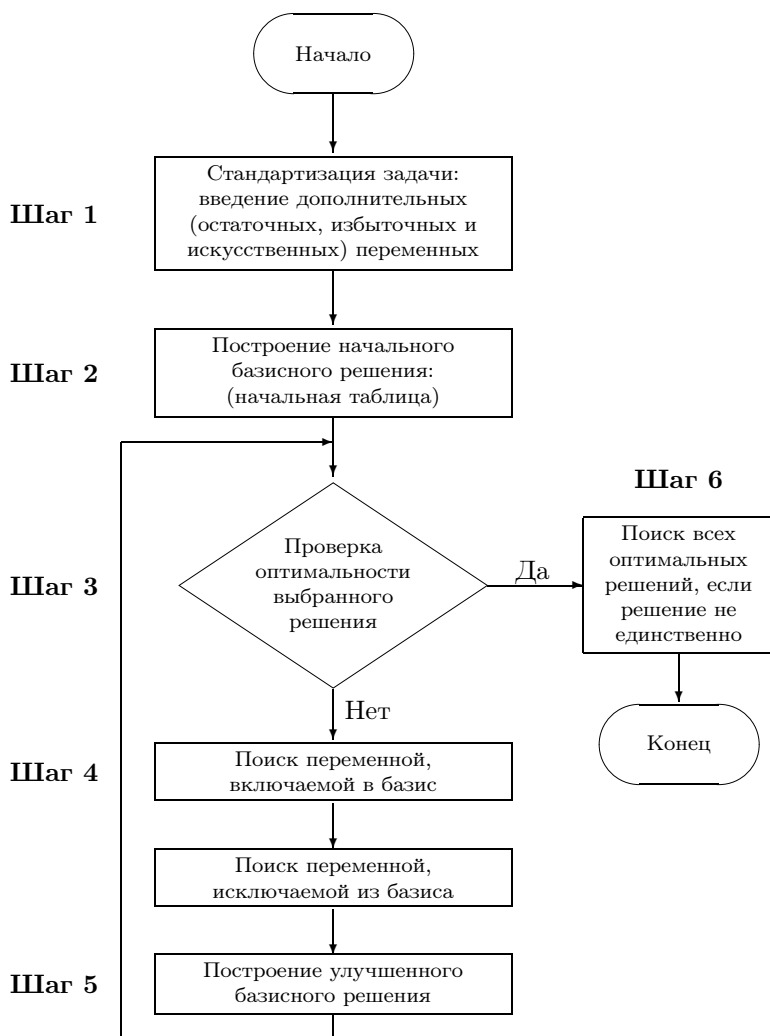 Начало
Шаг 1
Стандартизация задачи:
введение дополнительных
(остаточных, избыточных и
искусственных) переменных
Шаг 2
Построение начального
базисного решения:
(начальная таблица)
Шаг 3
Проверка
оптимальности
выбранного
решения
Да
Шаг 6
Поиск всех
оптимальных
решений, если
решение не
единственно
Конец
Нет
Шаг 4
Поиск переменной,
включаемой в базис
Поиск переменной,
исключаемой из базиса
Шаг 5
Построение улучшенного
базисного решения